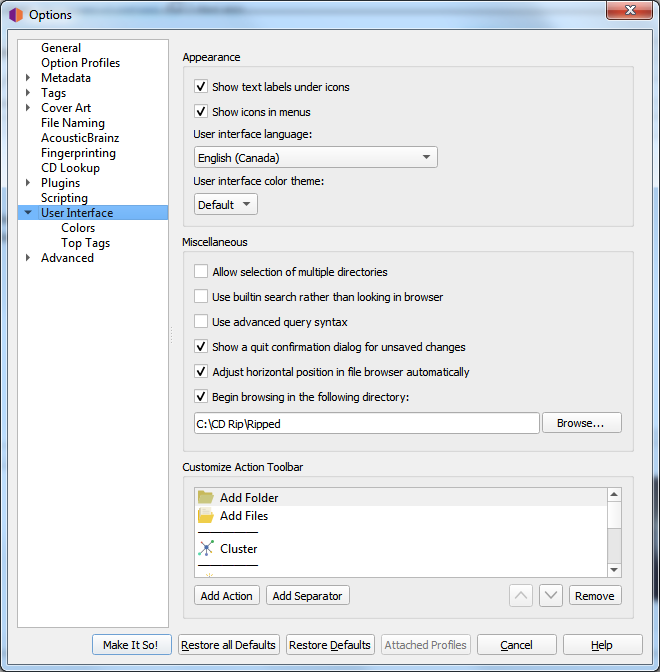 Options
General
Option Profiles
Metadata
Tags
Cover Art
File Naming
AcousticBrainz
Fingerprinting
CD Lookup
Plugins
Scripting
User Interface
Colors
Top Tags
Advanced
Appearance
Show text labels under icons
Show icons in menus
User interface language:
English (Canada)
User interface color theme:
Default
Miscellaneous
Allow selection of multiple directories
Use builtin search rather than looking in browser
Use advanced query syntax
Show a quit confirmation dialog for unsaved changes
Adjust horizontal position in file browser automatically
Begin browsing in the following directory:
C:\CD Rip\Ripped
Browse...
Customize Action Toolbar
Add Folder
Add Files
Cluster
Add Action
Add Separator
Remove
Make It So!
Restore all Defaults
Restore Defaults
Attached Profiles
Cancel
Help